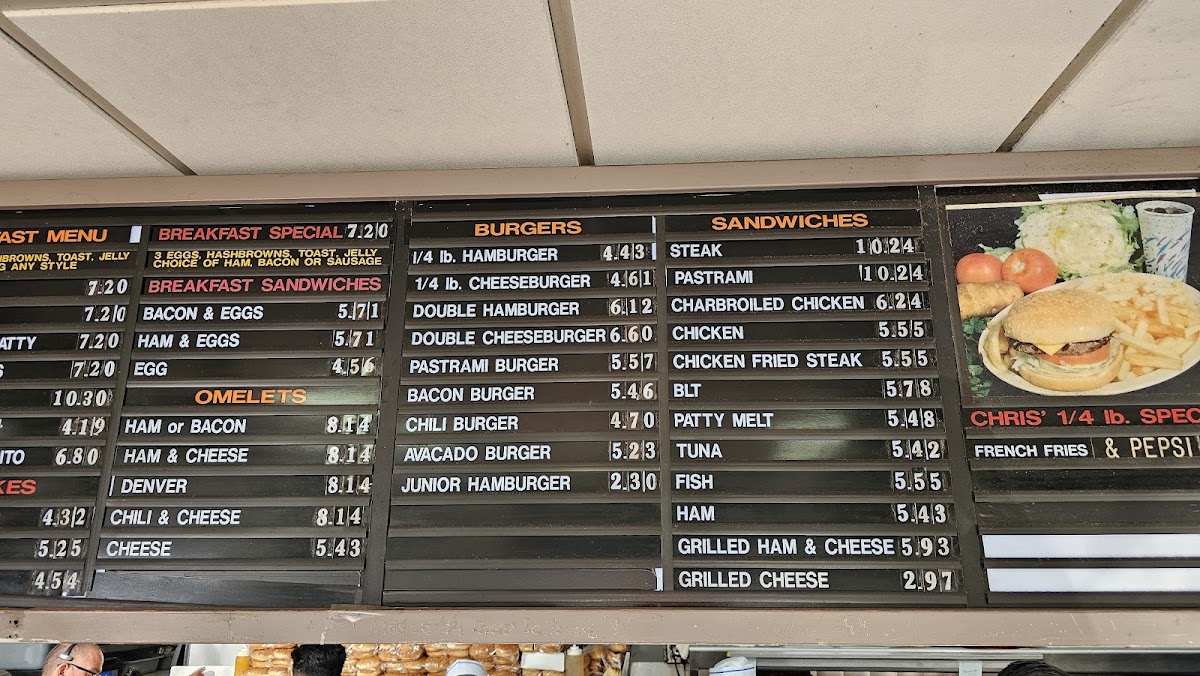 AST MENU
BROWNS, TOAST, JELLY
ANY STYLE
7.20
7.20
ATTY 7.20
S 7.20
10.30
4.19
ITO 6.80
KES
4.32
5.25
4.54
BREAKFAST SPECIAL 7.20
3 EGGS, HASHBROWNS, TOAST, JELLY
CHOICE OF HAM, BACON OR SAUSAGE
BREAKFAST SANDWICHES
BACON & EGGS 5.71
HAM & EGGS 5.71
EGG 4.56
OMELETS
HAM or BACON 8.14
HAM & CHEESE 8.14
DENVER 8.14
CHILI & CHEESE 8.14
CHEESE 5.43
BURGERS
1/4 lb. HAMBURGER 4.43
1/4 lb. CHEESEBURGER 4.61
DOUBLE HAMBURGER 6.12
DOUBLE CHEESEBURGER 6.60
PASTRAMI BURGER 5.57
BACON BURGER 5.46
CHILI BURGER 4.70
AVACADO BURGER 5.23
JUNIOR HAMBURGER 2.30
SANDWICHES
STEAK 10.24
PASTRAMI 10.24
CHARBROILED CHICKEN 6.24
CHICKEN 5.55
CHICKEN FRIED STEAK 5.55
BLT 5.78
PATTY MELT 5.48
TUNA 5.42
FISH 5.55
HAM 5.43
GRILLED HAM & CHEESE 5.93
GRILLED CHEESE 2.97
CHRIS' 1/4 lb. SPEC
FRENCH FRIES & PEPSI